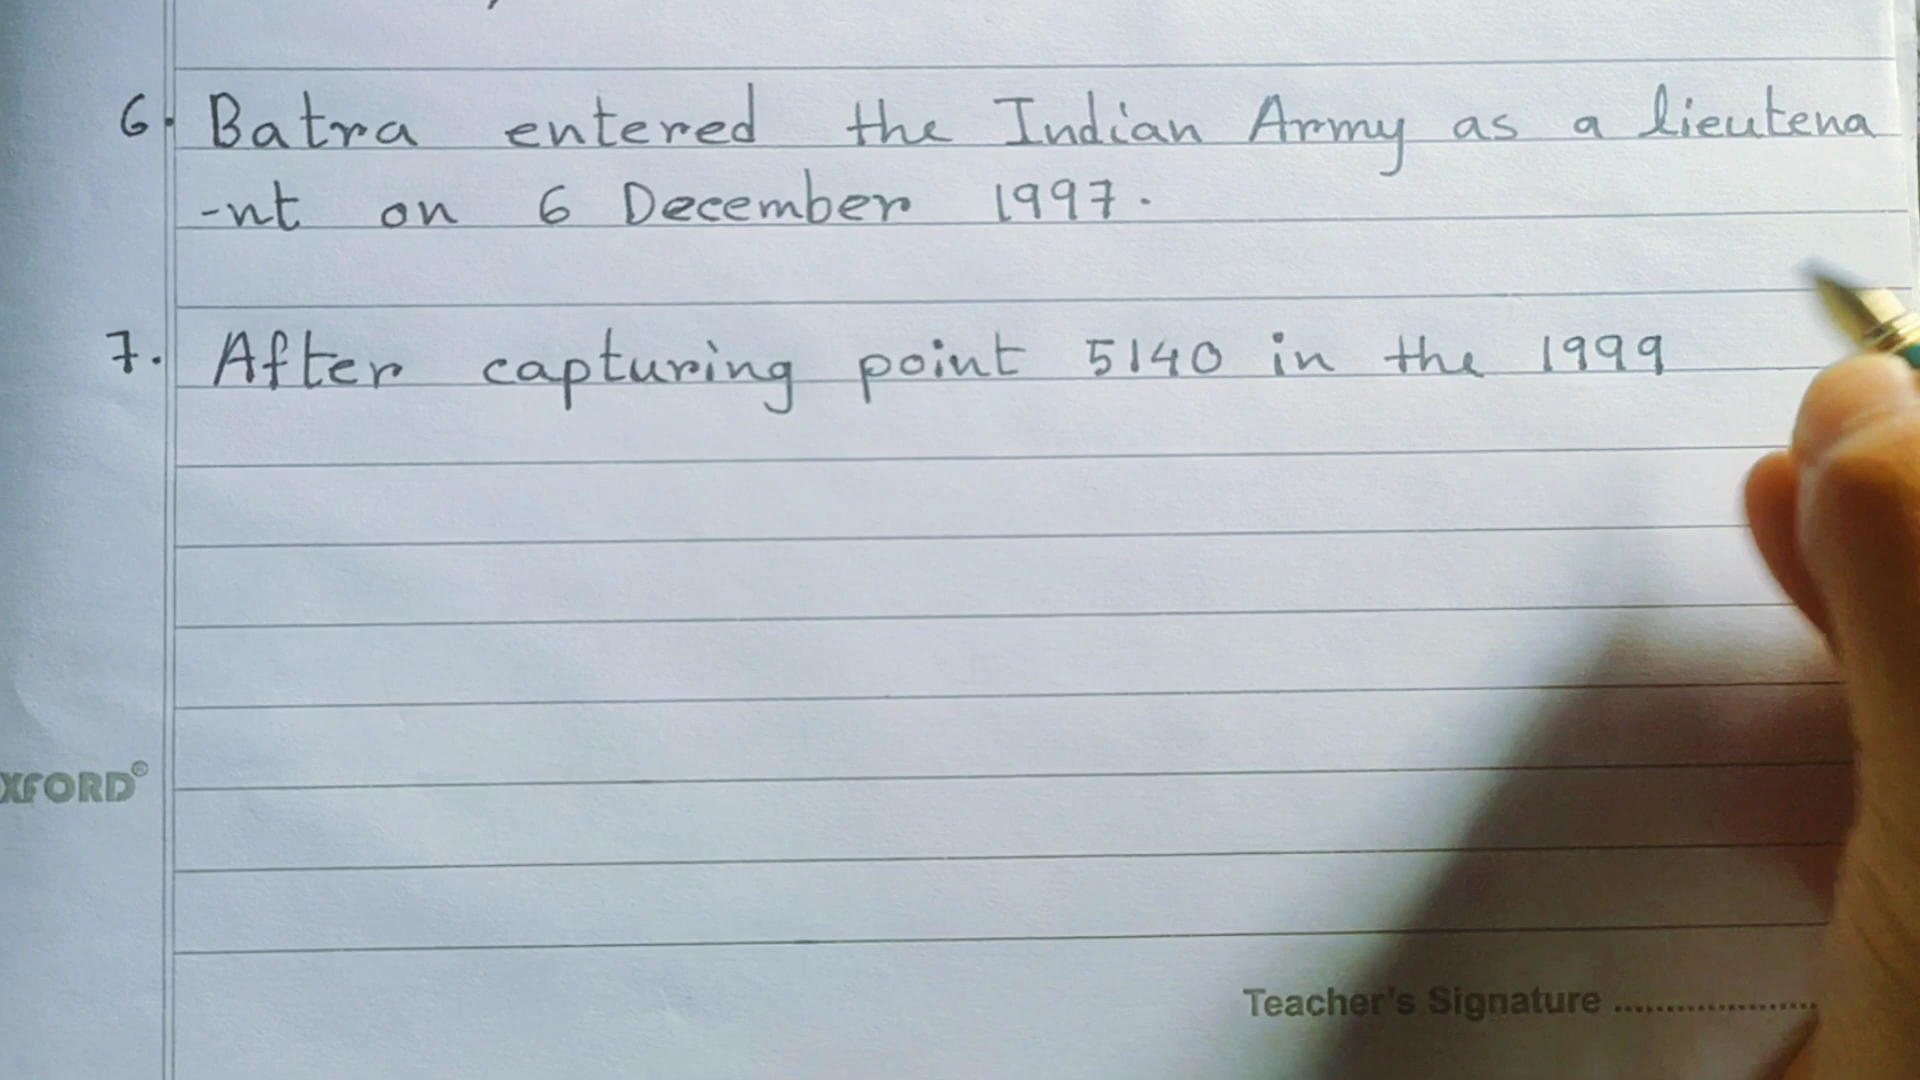 6. Batra entered the Indian Army as a lieutena
-nt on 6 December 1997.
7. After capturing point 5140 in the 1999
XFORD®
Teacher's Signature ....................